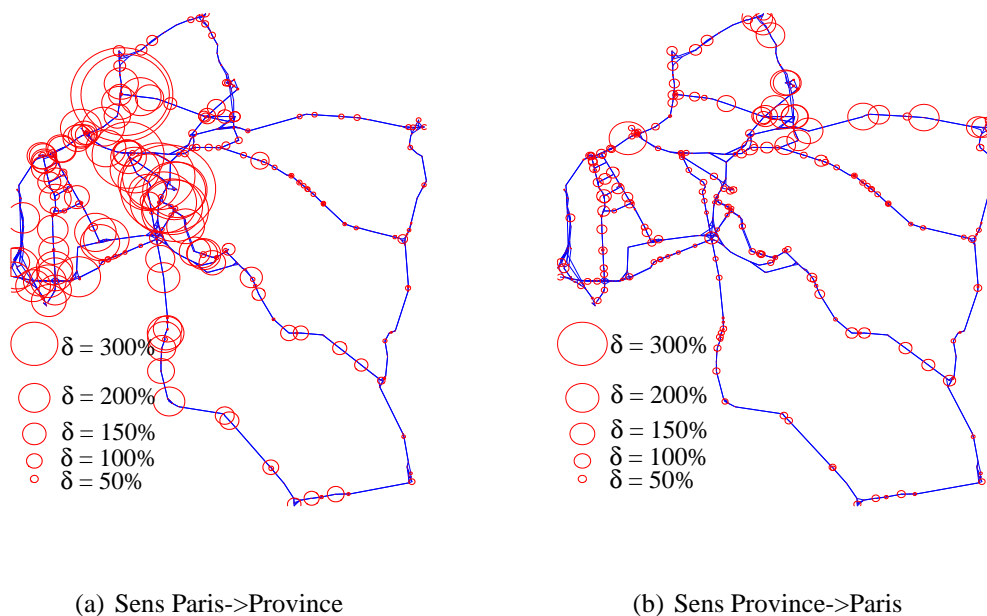 δ = 300%
δ = 200%
δ = 150%
δ = 100%
δ = 50%
(a) Sens Paris->Province
δ = 300%
δ = 200%
δ = 150%
δ = 100%
δ = 50%
(b) Sens Province->Paris